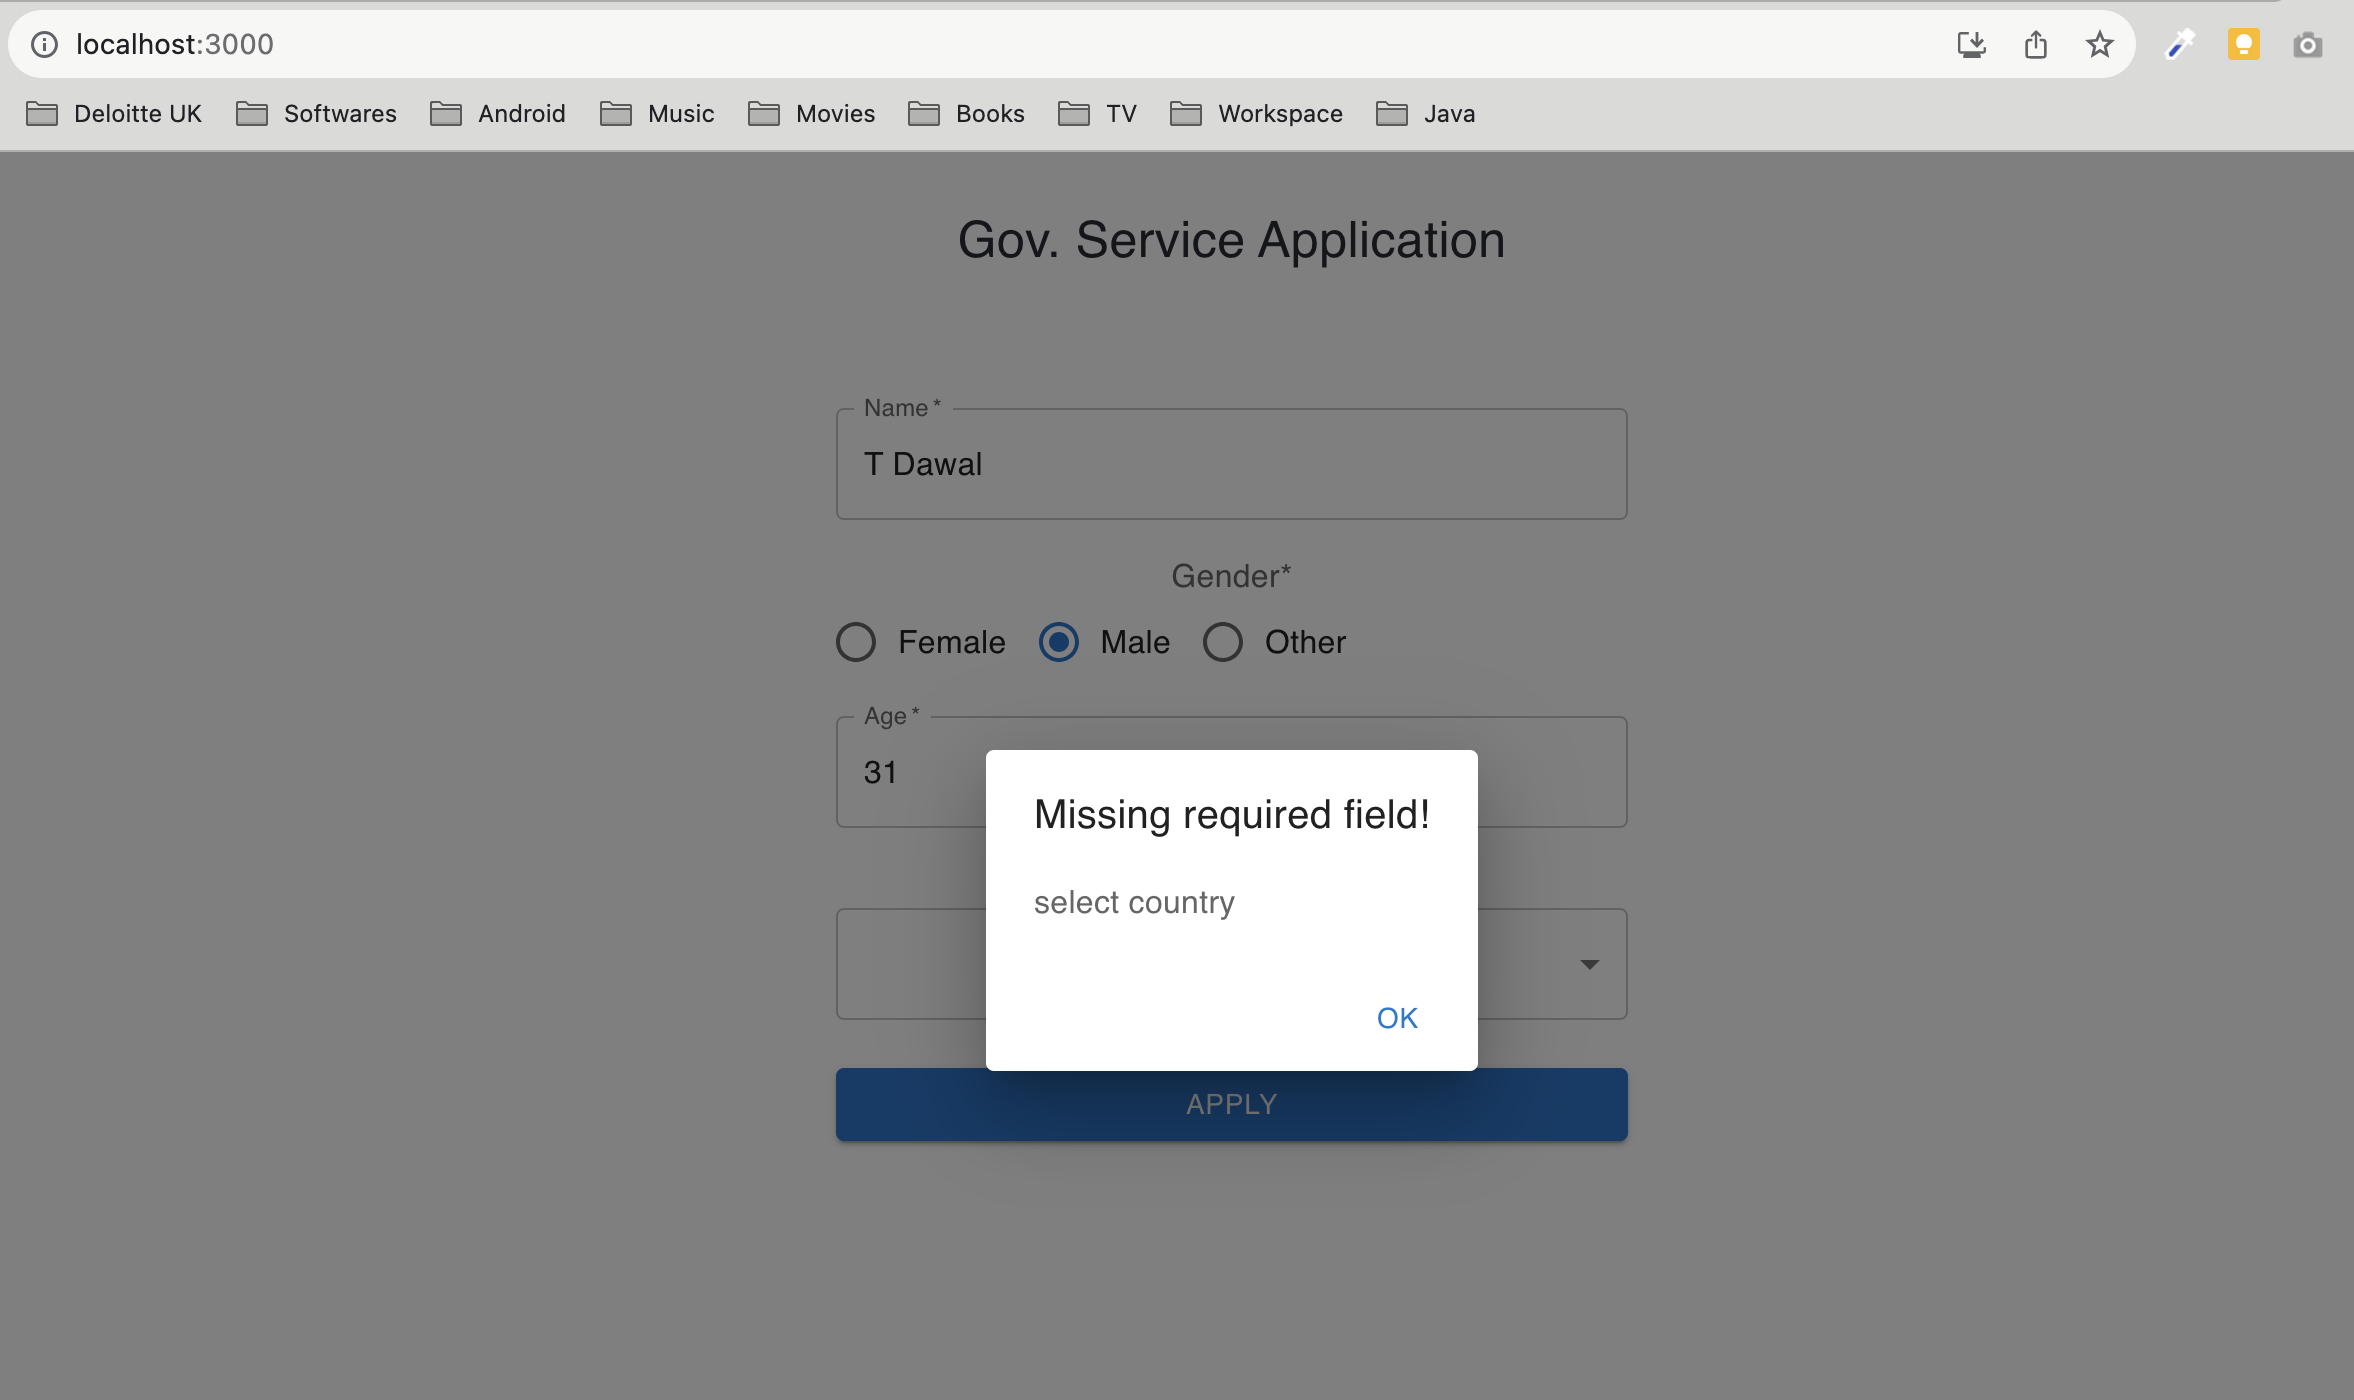 localhost:3000
Deloitte UK Softwares Android Music Movies Books TV Workspace Java
Gov. Service Application
Name *
T Dawal
Gender*
Female Male Other
Age *
31
Missing required field!
select country
OK
APPLY